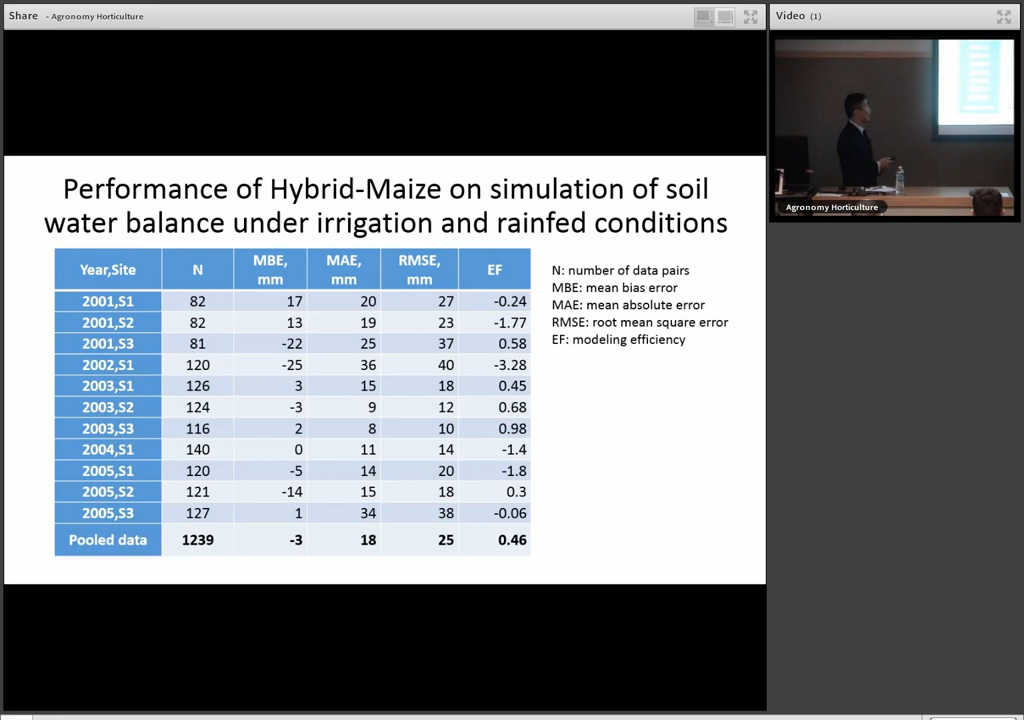 Share - Agronomy Horticulture
Video (1)
Agronomy Horticulture
Performance of Hybrid-Maize on simulation of soil
water balance under irrigation and rainfed conditions
Year,Site N MBE, mm MAE, mm RMSE, mm EF
2001,S1 82 17 20 27 -0.24
2001,S2 82 13 19 23 -1.77
2001,S3 81 -22 25 37 0.58
2002,S1 120 -25 36 40 -3.28
2003,S1 126 3 15 18 0.45
2003,S2 124 -3 9 12 0.68
2003,S3 116 2 8 10 0.98
2004,S1 140 0 11 14 -1.4
2005,S1 120 -5 14 20 -1.8
2005,S2 121 -14 15 18 0.3
2005,S3 127 1 34 38 -0.06
Pooled data 1239 -3 18 25 0.46
N: number of data pairs
MBE: mean bias error
MAE: mean absolute error
RMSE: root mean square error
EF: modeling efficiency